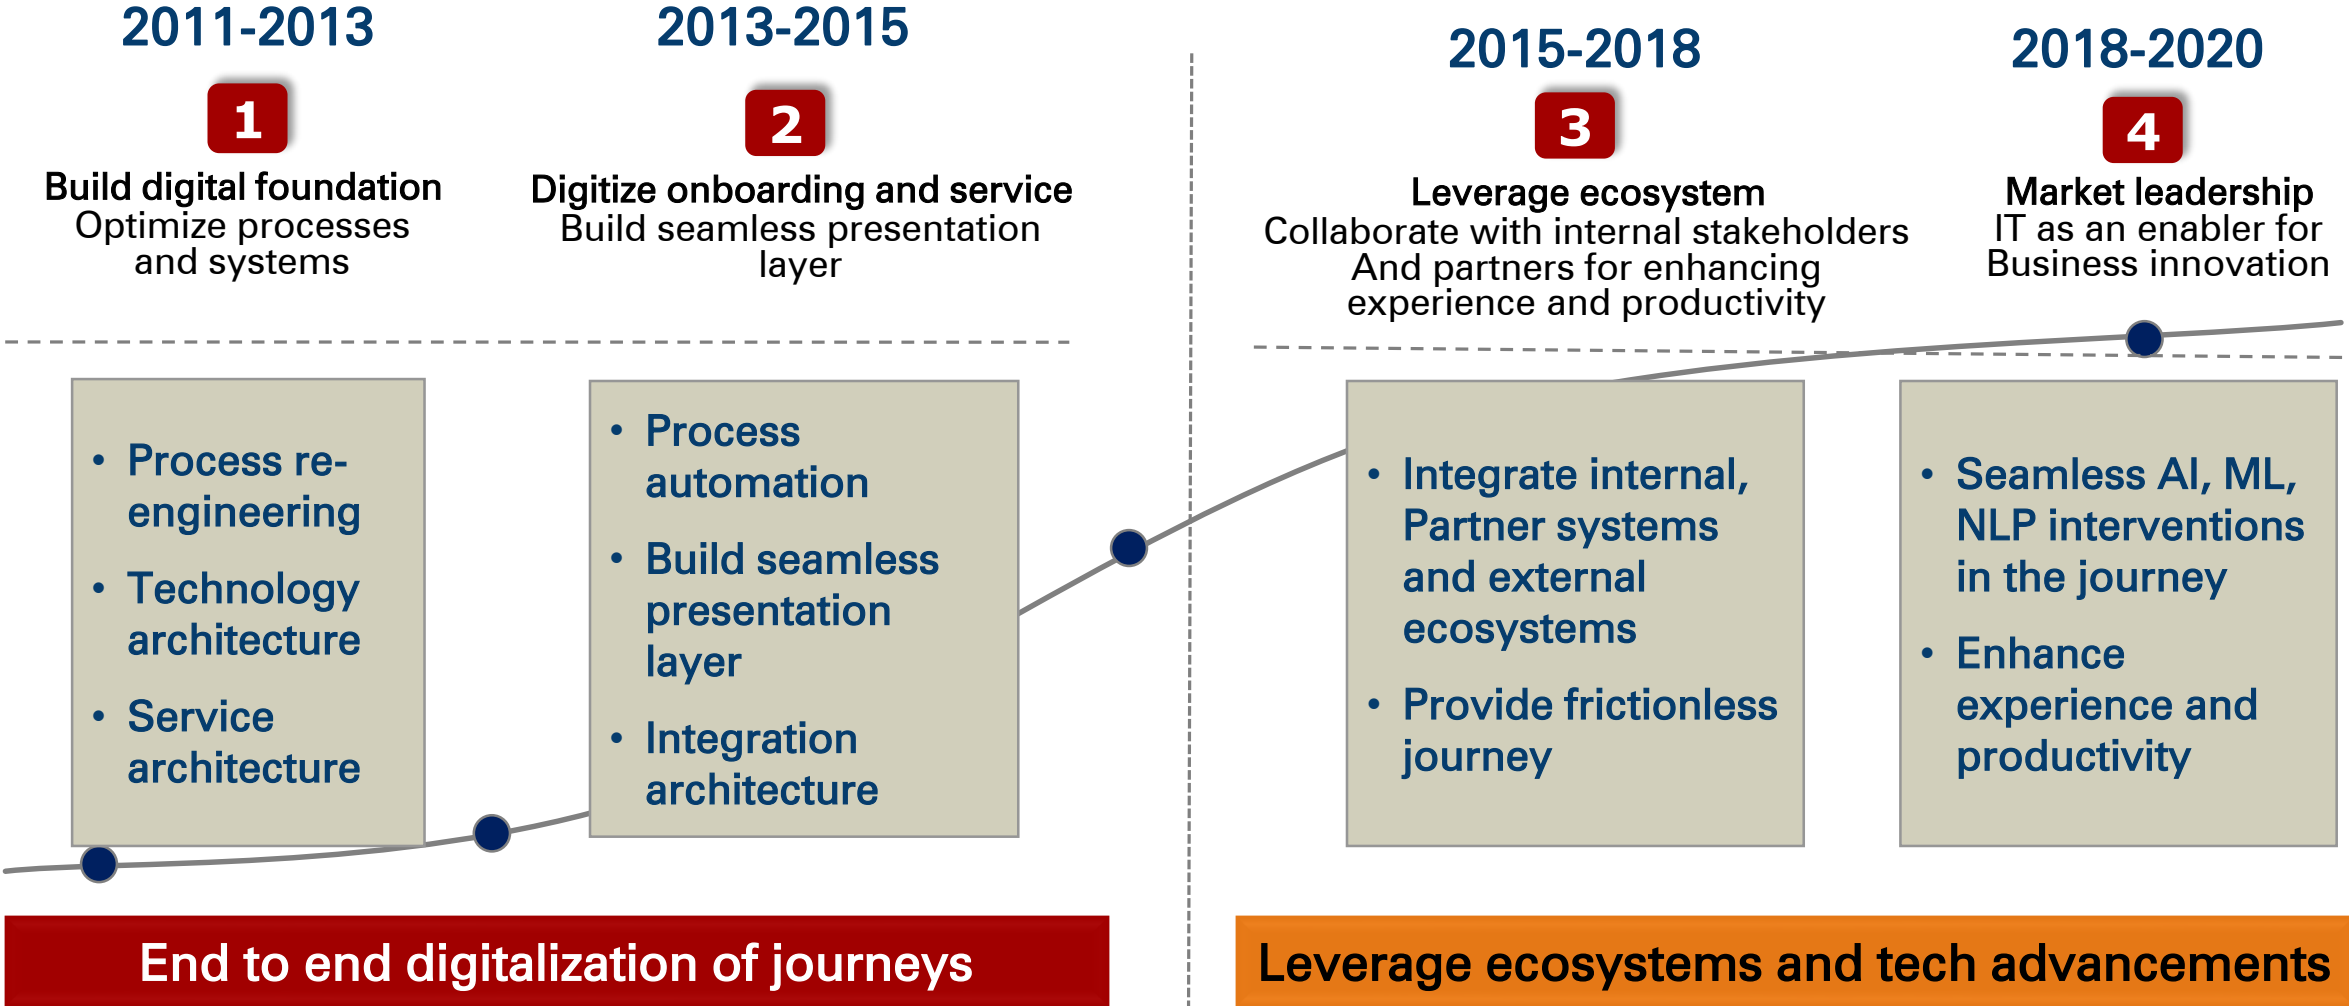 2011-2013
1
Build digital foundation
Optimize processes
and systems
2013-2015
2
Digitize onboarding and service
Build seamless presentation
layer
2015-2018
3
Leverage ecosystem
Collaborate with internal stakeholders
And partners for enhancing
experience and productivity
2018-2020
4
Market leadership
IT as an enabler for
Business innovation
• Process re-
engineering
• Technology
architecture
• Service
architecture
• Process
automation
• Build seamless
presentation
layer
• Integration
architecture
• Integrate internal,
Partner systems
and external
ecosystems
• Provide frictionless
journey
• Seamless AI, ML,
NLP interventions
in the journey
• Enhance
experience and
productivity
End to end digitalization of journeys
Leverage ecosystems and tech advancements